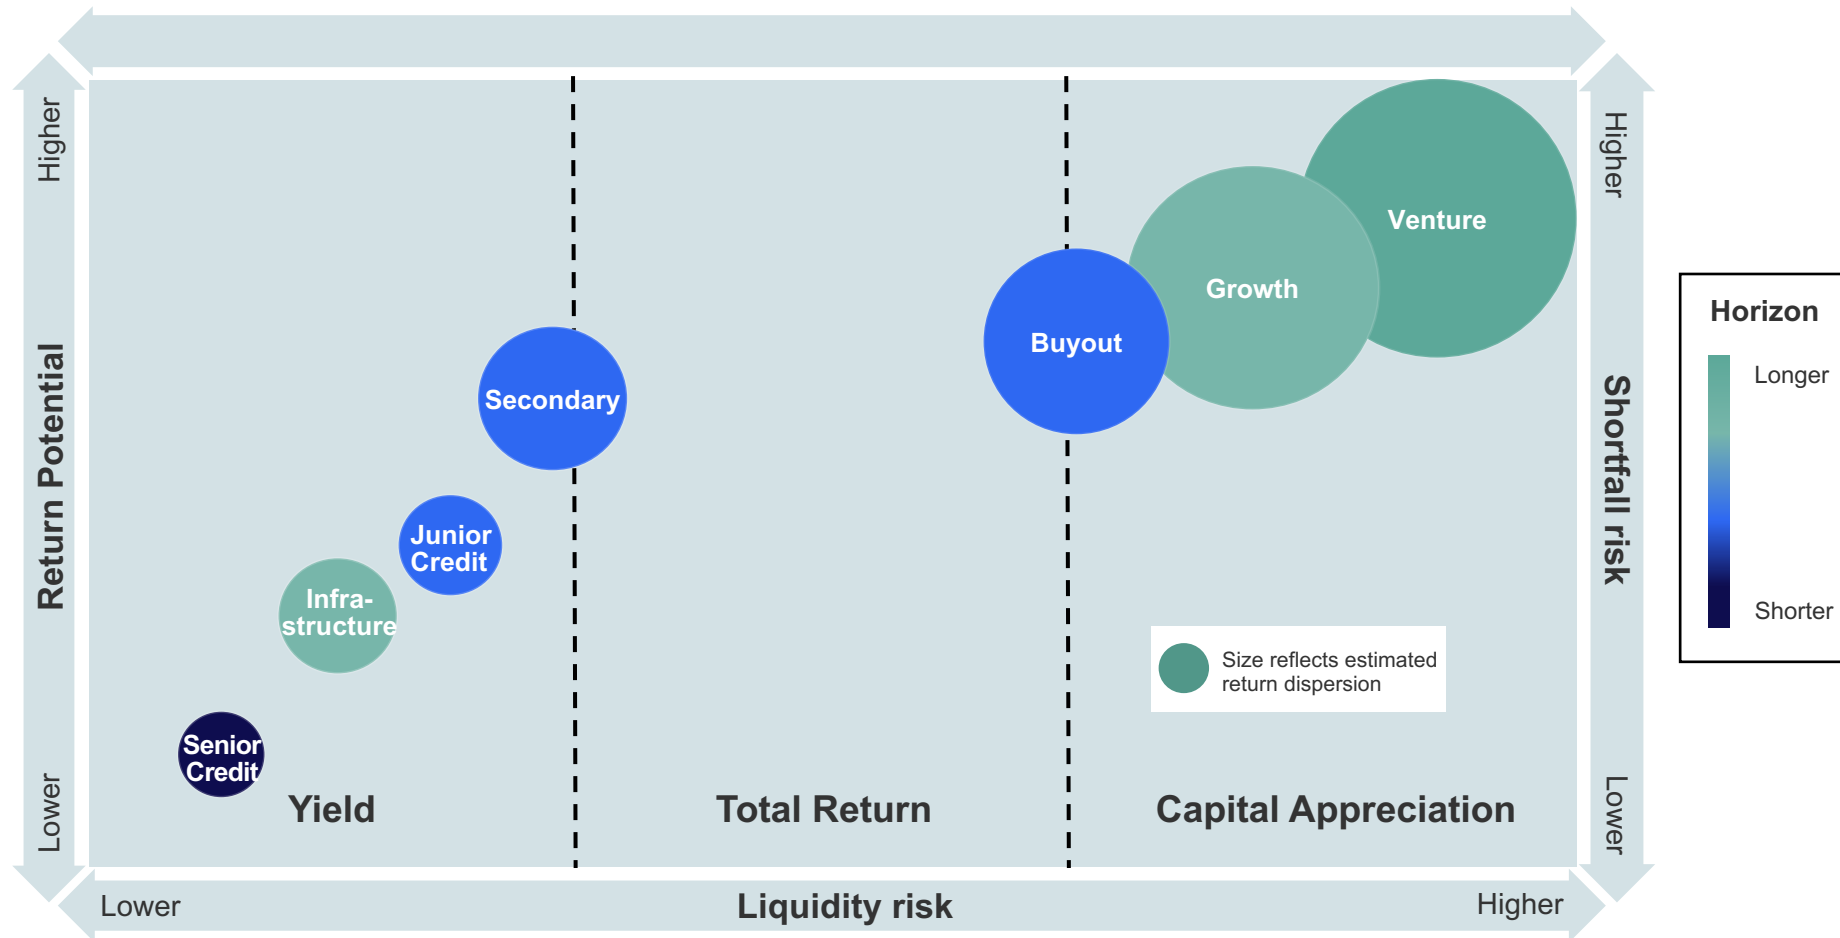 Higher
Return Potential
Lower
Venture
Growth
Buyout
Secondary
Junior
Credit
Infra-
structure
Senior
Credit
Size reflects estimated
return dispersion
Yield
Total Return
Capital Appreciation
Lower
Liquidity risk
Higher
Higher
Shortfall risk
Lower
Horizon
Longer
Shorter